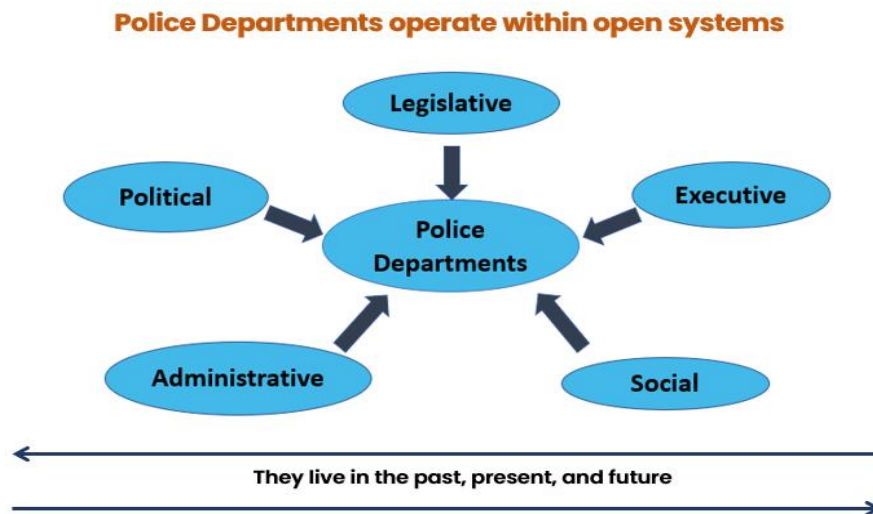 Police Departments operate within open systems
Legislative
Political
Executive
Police
Departments
Administrative
Social
They live in the past, present, and future